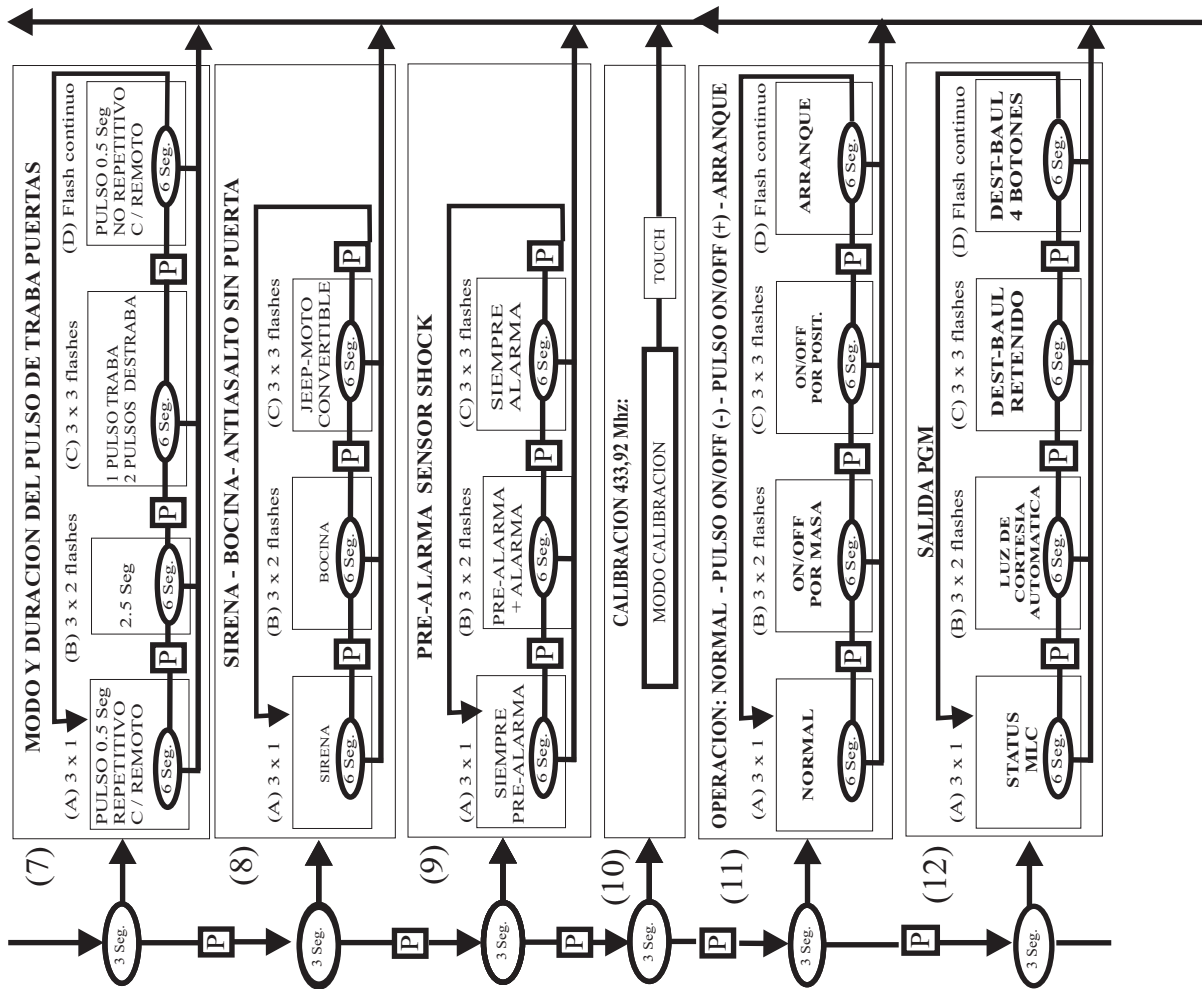 (7)
MODO Y DURACION DEL PULSO DE TRABA PUERTAS
(A) 3 x 1
(B) 3 x 2 flashes
(C) 3 x 3 flashes
(D) Flash continuo
PULSO 0.5 Seg
REPETITIVO
C / REMOTO
6 Seg.
P
2.5 Seg
6 Seg.
P
1 PULSO TRABA
2 PULSOS DESTRABA
6 Seg.
P
PULSO 0.5 Seg
NO REPETITIVO
C / REMOTO
6 Seg.
3 Seg.
P
(8)
SIRENA - BOCINA - ANTIASALTO SIN PUERTA
(A) 3 x 1
(B) 3 x 2 flashes
(C) 3 x 3 flashes
SIRENA
6 Seg.
P
BOCINA
6 Seg.
P
JEEP-MOTO
CONVERTIBLE
6 Seg.
P
3 Seg.
P
(9)
PRE-ALARMA SENSOR SHOCK
(A) 3 x 1
(B) 3 x 2 flashes
(C) 3 x 3 flashes
SIEMPRE
PRE-ALARMA
6 Seg.
P
PRE-ALARMA
+ ALARMA
6 Seg.
P
SIEMPRE
ALARMA
6 Seg.
P
3 Seg.
P
(10)
CALIBRACION 433,92 Mhz:
MODO CALIBRACION
TOUCH
3 Seg.
P
(11)
OPERACION: NORMAL - PULSO ON/OFF (-) - PULSO ON/OFF (+) - ARRANQUE
(A) 3 x 1
(B) 3 x 2 flashes
(C) 3 x 3 flashes
(D) Flash continuo
NORMAL
6 Seg.
P
ON/OFF
POR MASA
6 Seg.
P
ON/OFF
POR POSIT.
6 Seg.
P
ARRANQUE
6 Seg.
3 Seg.
P
(12)
SALIDA PGM
(A) 3 x 1
(B) 3 x 2 flashes
(C) 3 x 3 flashes
(D) Flash continuo
STATUS
MLC
6 Seg.
P
LUZ DE
CORTESIA
AUTOMATICA
6 Seg.
P
DEST-BAUL
RETENIDO
6 Seg.
P
DEST-BAUL
4 BOTONES
6 Seg.
3 Seg.